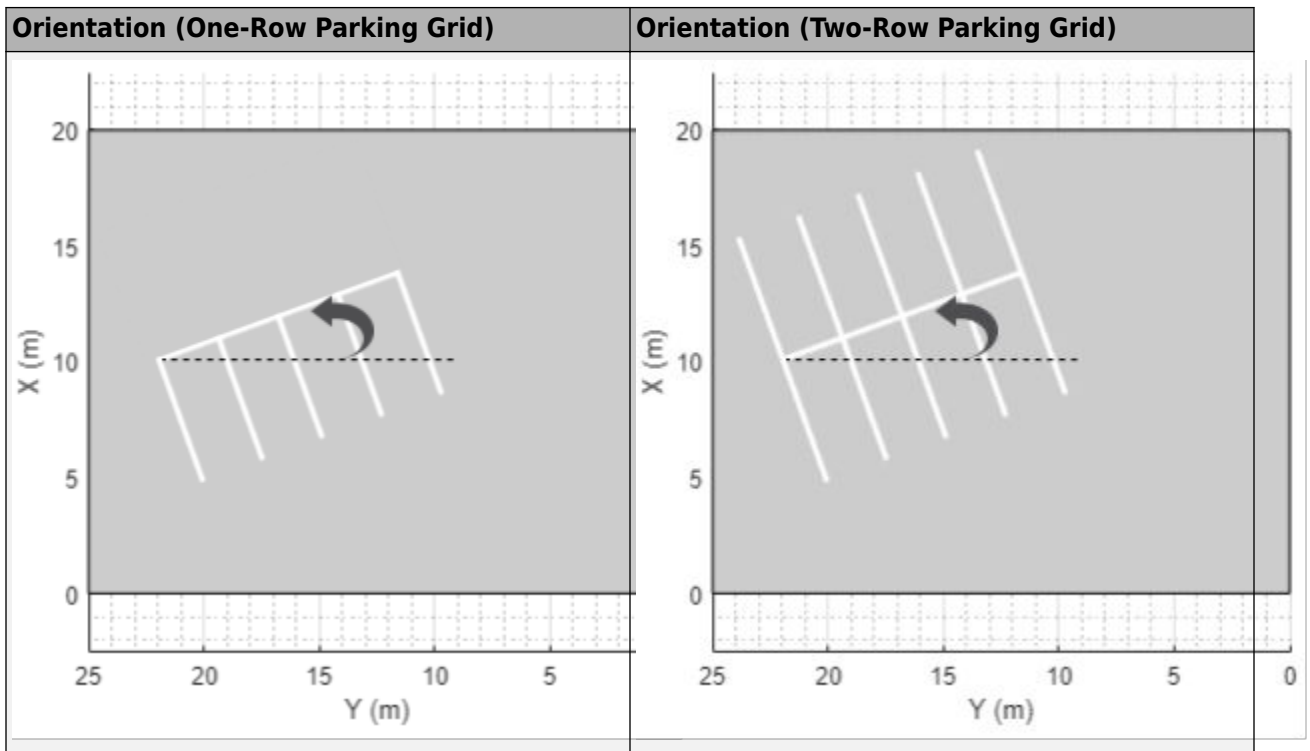 Orientation (One-Row Parking Grid)
Orientation (Two-Row Parking Grid)
20
15
10
5
0
X (m)
25 20 15 10 5
Y (m)
20
15
10
5
0
X (m)
25 20 15 10 5 0
Y (m)